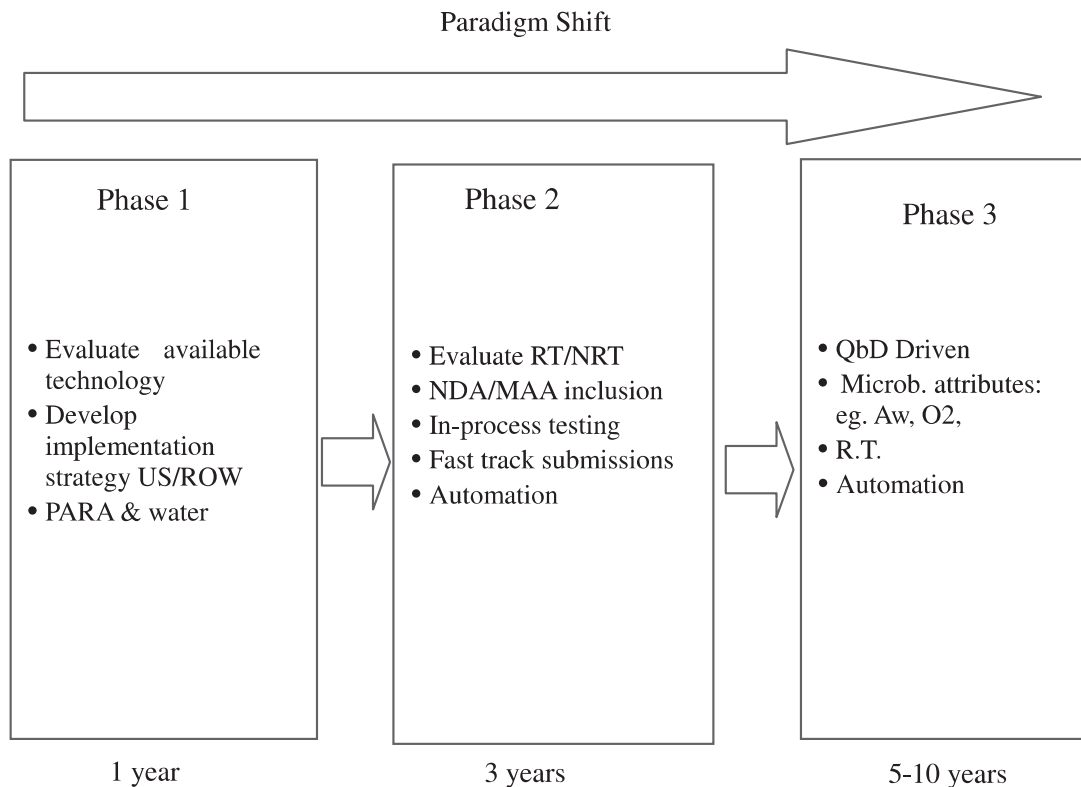 Paradigm Shift
Phase 1
• Evaluate available
technology
• Develop
implementation
strategy US/ROW
• PARA & water
1 year
Phase 2
• Evaluate RT/NRT
• NDA/MAA inclusion
• In-process testing
• Fast track submissions
• Automation
3 years
Phase 3
• QbD Driven
• Microb. attributes:
eg. Aw, O2,
• R.T.
• Automation
5-10 years